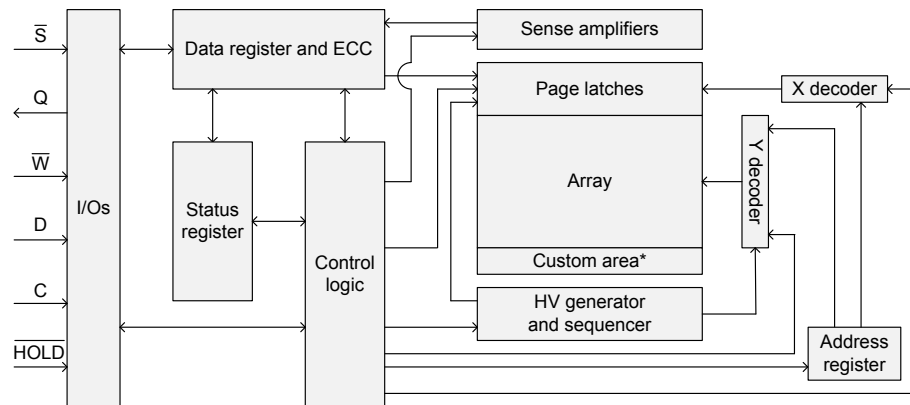 S̅
Q
W̅
D
C
H̅O̅L̅D̅
I/Os
Data register and ECC
Status
register
Control
logic
Sense amplifiers
Page latches
Array
Custom area*
HV generator
and sequencer
X decoder
Y decoder
Address
register